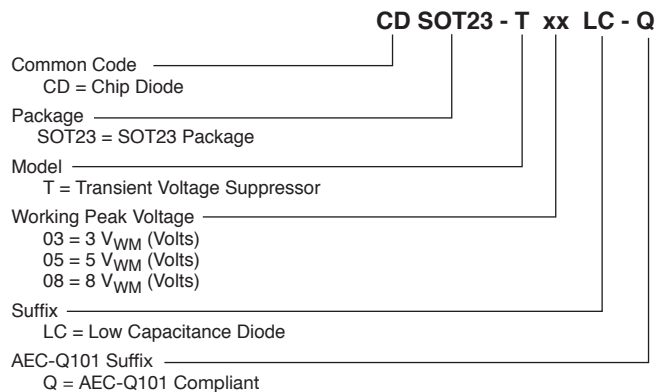 CD SOT23 - T xx LC - Q
Common Code
CD = Chip Diode
Package
SOT23 = SOT23 Package
Model
T = Transient Voltage Suppressor
Working Peak Voltage
03 = 3 VWM (Volts)
05 = 5 VWM (Volts)
08 = 8 VWM (Volts)
Suffix
LC = Low Capacitance Diode
AEC-Q101 Suffix
Q = AEC-Q101 Compliant